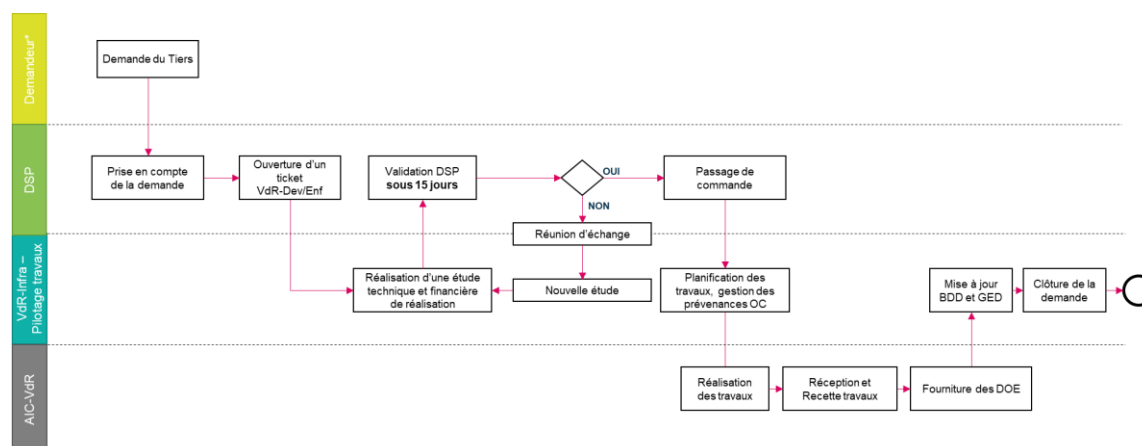 Demandeur*
Demande du Tiers
DSP
Prise en compte
de la demande
Ouverture d'un
ticket
VdR-Dev/Enf
Validation DSP
sous 15 jours
OUI
NON
Passage de
commande
Réunion d'échange
VdR-Infra –
Pilotage travaux
Réalisation d'une étude
technique et financière
de réalisation
Nouvelle étude
Planification des
travaux, gestion des
prévenances OC
Mise à jour
BDD et GED
Clôture de la
demande
AIC-VdR
Réalisation
des travaux
Réception et
Recette travaux
Fourniture des DOE